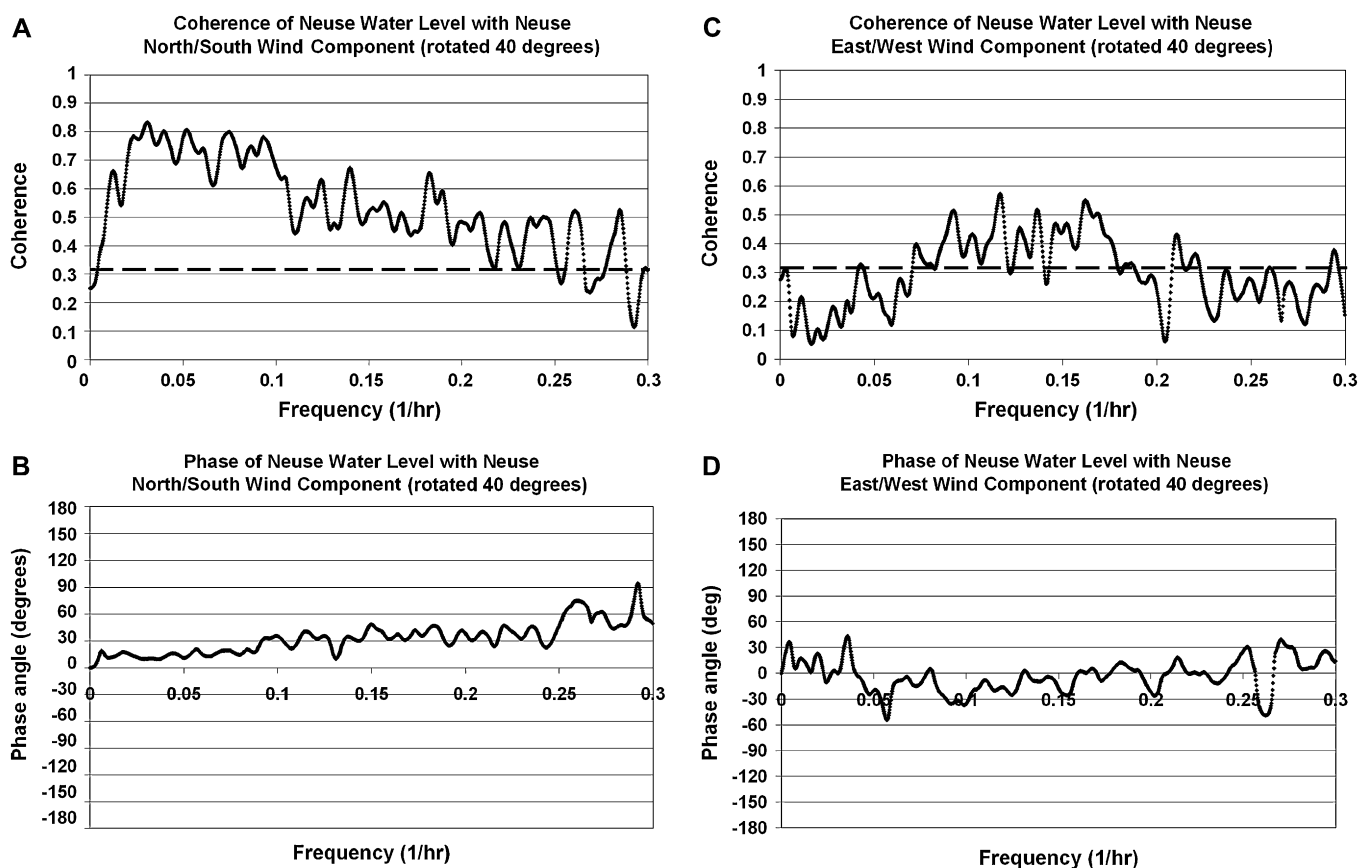 A
Coherence of Neuse Water Level with Neuse
North/South Wind Component (rotated 40 degrees)
Coherence
1
0.9
0.8
0.7
0.6
0.5
0.4
0.3
0.2
0.1
0
0 0.05 0.1 0.15 0.2 0.25 0.3
Frequency (1/hr)
C
Coherence of Neuse Water Level with Neuse
East/West Wind Component (rotated 40 degrees)
Coherence
1
0.9
0.8
0.7
0.6
0.5
0.4
0.3
0.2
0.1
0
0 0.05 0.1 0.15 0.2 0.25 0.3
Frequency (1/hr)
B
Phase of Neuse Water Level with Neuse
North/South Wind Component (rotated 40 degrees)
Phase angle (degrees)
180
150
120
90
60
30
0
-30
-60
-90
-120
-150
-180
0 0.05 0.1 0.15 0.2 0.25 0.3
Frequency (1/hr)
D
Phase of Neuse Water Level with Neuse
East/West Wind Component (rotated 40 degrees)
Phase angle (deg)
180
150
120
90
60
30
0
-30
-60
-90
-120
-150
-180
0 0.05 0.1 0.15 0.2 0.25 0.3
Frequency (1/hr)